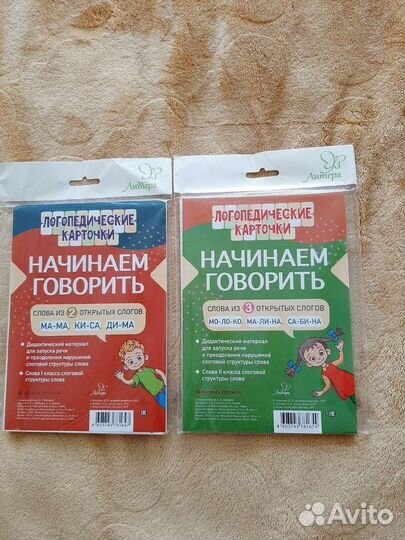 Литера
ЛОГОПЕДИЧЕСКИЕ
КАРТОЧКИ
НАЧИНАЕМ
ГОВОРИТЬ
СЛОВА ИЗ 2 ОТКРЫТЫХ СЛОГОВ
МА-МА, КИ-СА, ДИ-МА
• Дидактический материал
для запуска речи
и преодоления нарушений
слоговой структуры слова
• Слова I класса слоговой
структуры слова
Литера
ЛОГОПЕДИЧЕСКИЕ
КАРТОЧКИ
НАЧИНАЕМ
ГОВОРИТЬ
СЛОВА ИЗ 3 ОТКРЫТЫХ СЛОГОВ
МО-ЛО-КО, МА-ЛИ-НА, СА-БИ-НА
• Дидактический материал
для запуска речи
и преодоления нарушений
слоговой структуры слова
• Слова II класса слоговой
структуры слова
Avito